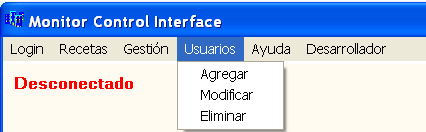 Monitor Control Interface
Login Recetas Gestión Usuarios Ayuda Desarrollador
Desconectado
Agregar
Modificar
Eliminar